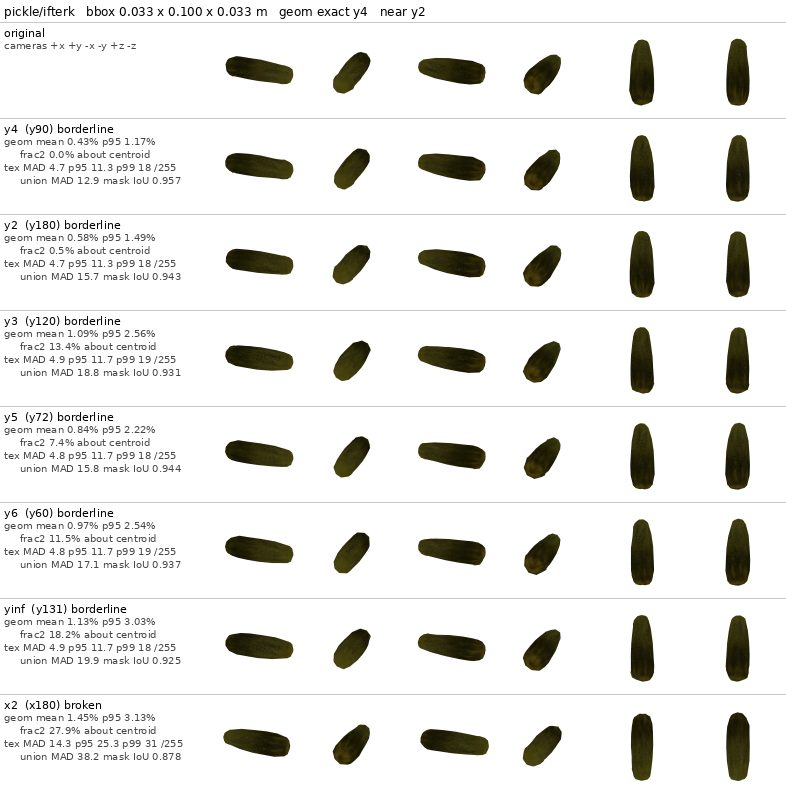 pickle/ifterk bbox 0.033 x 0.100 x 0.033 m geom exact y4 near y2
original
cameras +x +y -x -y +z -z
y4 (y90) borderline
geom mean 0.43% p95 1.17%
frac2 0.0% about centroid
tex MAD 4.7 p95 11.3 p99 18 /255
union MAD 12.9 mask IoU 0.957
y2 (y180) borderline
geom mean 0.58% p95 1.49%
frac2 0.5% about centroid
tex MAD 4.7 p95 11.3 p99 18 /255
union MAD 15.7 mask IoU 0.943
y3 (y120) borderline
geom mean 1.09% p95 2.56%
frac2 13.4% about centroid
tex MAD 4.9 p95 11.7 p99 19 /255
union MAD 18.8 mask IoU 0.931
y5 (y72) borderline
geom mean 0.84% p95 2.22%
frac2 7.4% about centroid
tex MAD 4.8 p95 11.7 p99 18 /255
union MAD 15.8 mask IoU 0.944
y6 (y60) borderline
geom mean 0.97% p95 2.54%
frac2 11.5% about centroid
tex MAD 4.8 p95 11.7 p99 19 /255
union MAD 17.1 mask IoU 0.937
yinf (y131) borderline
geom mean 1.13% p95 3.03%
frac2 18.2% about centroid
tex MAD 4.9 p95 11.7 p99 18 /255
union MAD 19.9 mask IoU 0.925
x2 (x180) broken
geom mean 1.45% p95 3.13%
frac2 27.9% about centroid
tex MAD 14.3 p95 25.3 p99 31 /255
union MAD 38.2 mask IoU 0.878